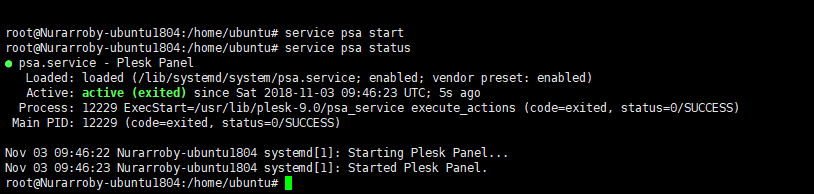 root@Nurarroby-ubuntu1804:/home/ubuntu# service psa start
root@Nurarroby-ubuntu1804:/home/ubuntu# service psa status
● psa.service - Plesk Panel
   Loaded: loaded (/lib/systemd/system/psa.service; enabled; vendor preset: enabled)
   Active: active (exited) since Sat 2018-11-03 09:46:23 UTC; 5s ago
  Process: 12229 ExecStart=/usr/lib/plesk-9.0/psa_service execute_actions (code=exited, status=0/SUCCESS)
 Main PID: 12229 (code=exited, status=0/SUCCESS)

Nov 03 09:46:22 Nurarroby-ubuntu1804 systemd[1]: Starting Plesk Panel...
Nov 03 09:46:23 Nurarroby-ubuntu1804 systemd[1]: Started Plesk Panel.
root@Nurarroby-ubuntu1804:/home/ubuntu#